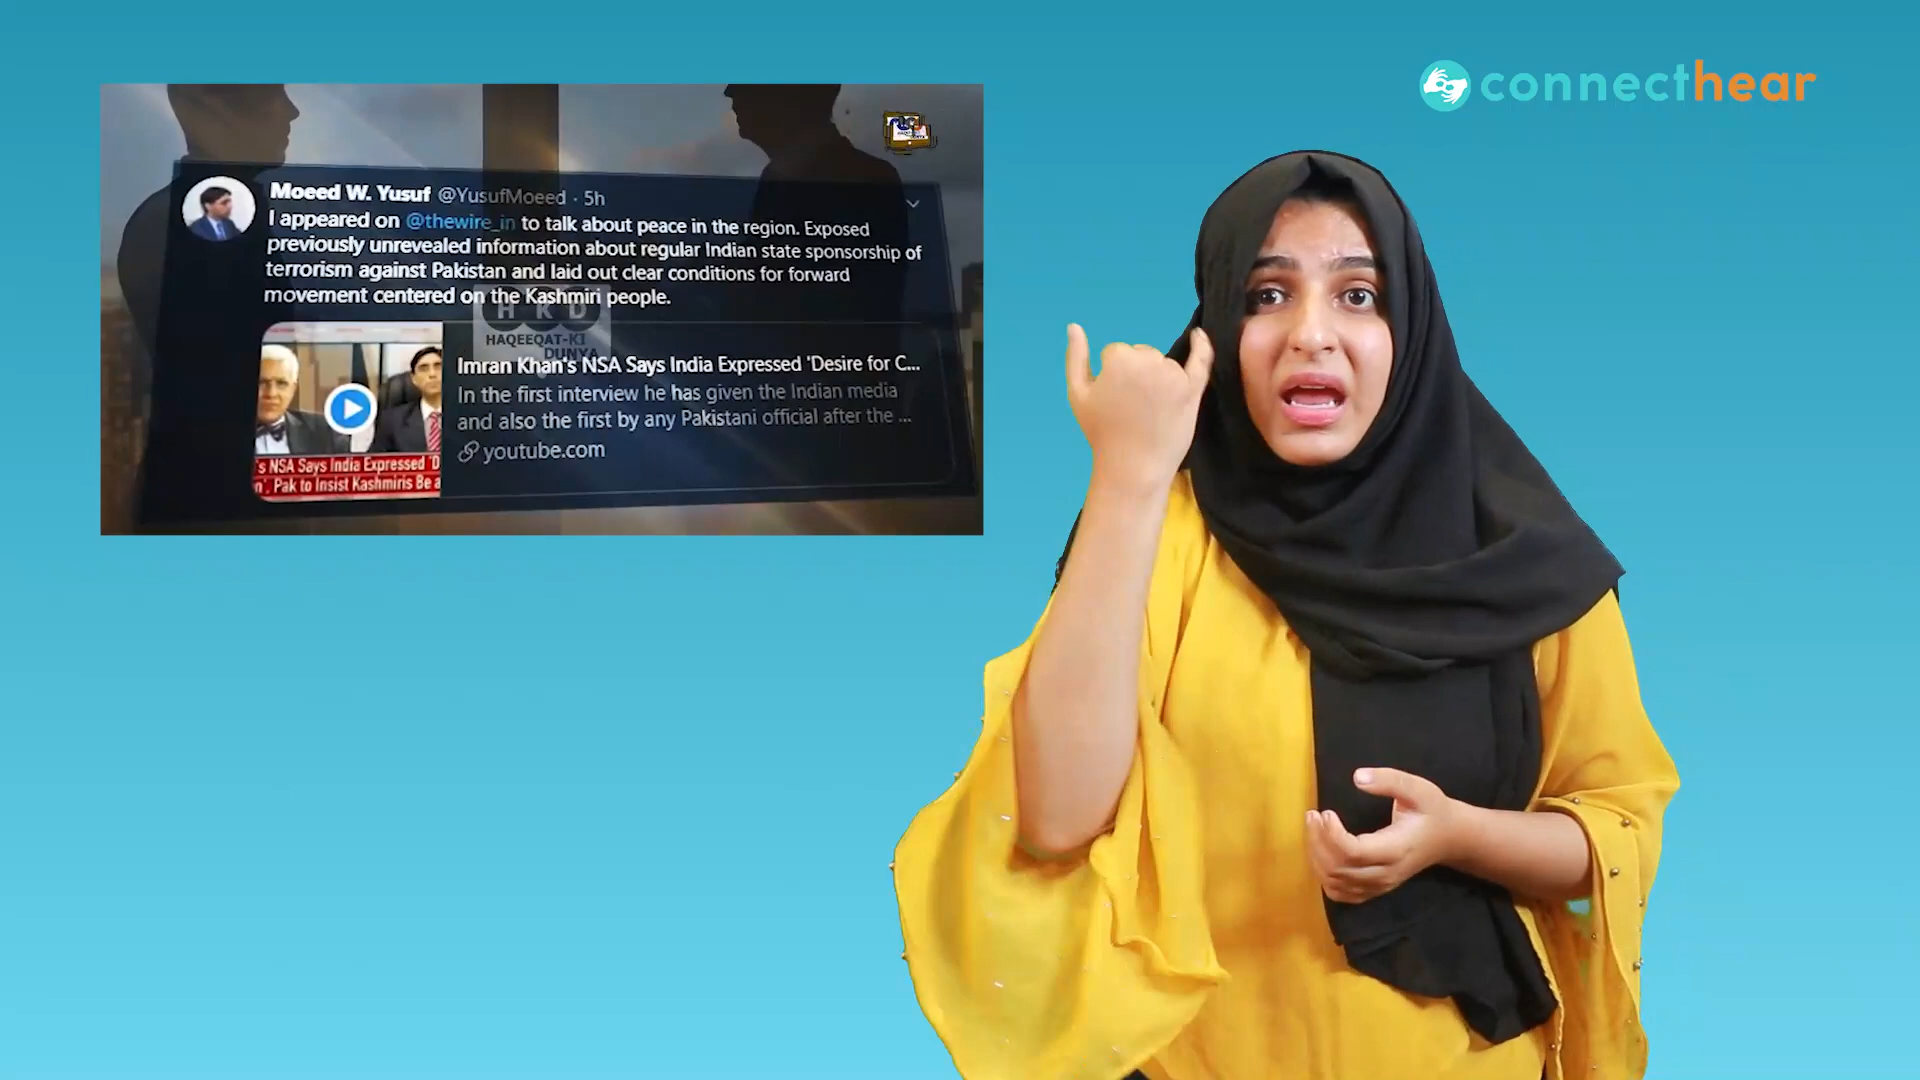 connecthear
Moeed W. Yusuf @YusufMoeed · 5h
I appeared on @thewire_in to talk about peace in the region. Exposed
previously unrevealed information about regular Indian state sponsorship of
terrorism against Pakistan and laid out clear conditions for forward
movement centered on the Kashmiri people.
H K D
HAQEEQAT-KI
DUNYA
Imran Khan's NSA Says India Expressed 'Desire for C...
In the first interview he has given the Indian media
and also the first by any Pakistani official after the ...
youtube.com
's NSA Says India Expressed 'D
n', Pak to Insist Kashmiris Be a